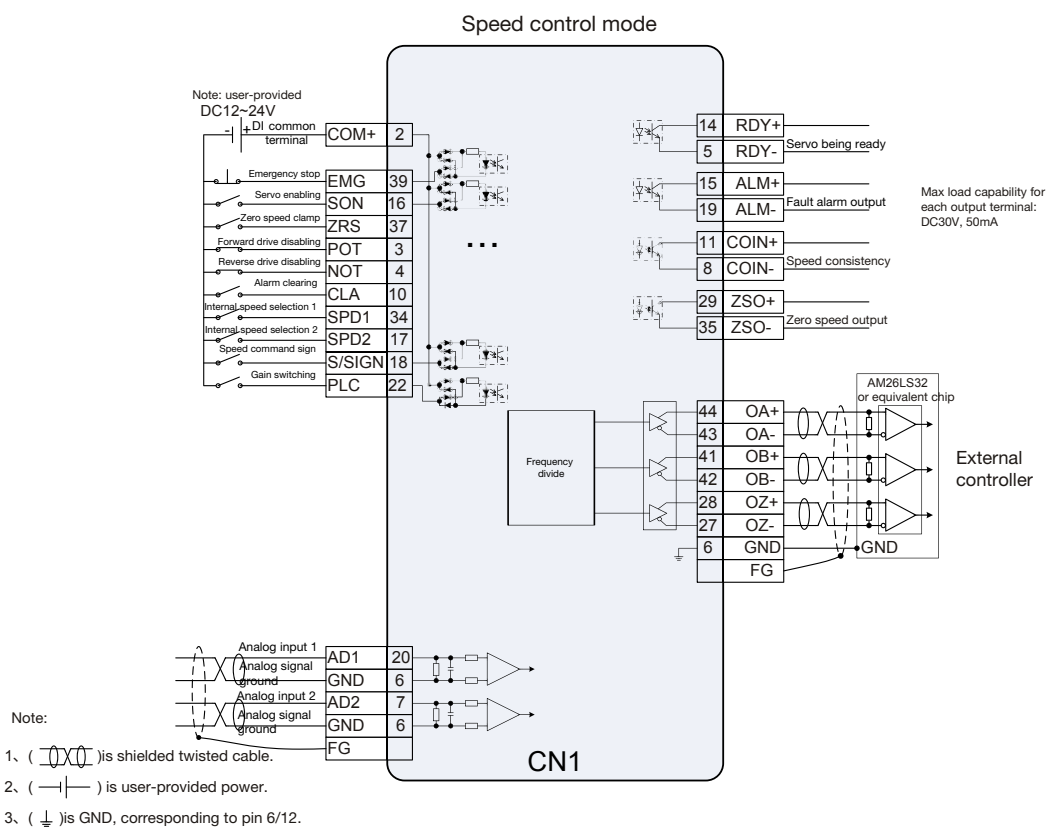 Speed control mode
Note: user-provided
DC12~24V
- + DI common terminal COM+ 2
Emergency stop EMG 39
Servo enabling SON 16
Zero speed clamp ZRS 37
Forward drive disabling POT 3
Reverse drive disabling NOT 4
Alarm clearing CLA 10
Internal speed selection 1 SPD1 34
Internal speed selection 2 SPD2 17
Speed command sign S/SIGN 18
Gain switching PLC 22
...
14 RDY+
5 RDY- Servo being ready
15 ALM+
19 ALM- Fault alarm output
11 COIN+
8 COIN- Speed consistency
29 ZSO+
35 ZSO- Zero speed output
Max load capability for
each output terminal:
DC30V, 50mA
Frequency
divide
44 OA+
43 OA-
41 OB+
42 OB-
28 OZ+
27 OZ-
6 GND
FG
AM26LS32
or equivalent chip
GND
External
controller
Analog input 1 AD1 20
Analog signal ground GND 6
Analog input 2 AD2 7
Analog signal ground GND 6
FG
CN1
Note:
1、( )is shielded twisted cable.
2、( ) is user-provided power.
3、( )is GND, corresponding to pin 6/12.